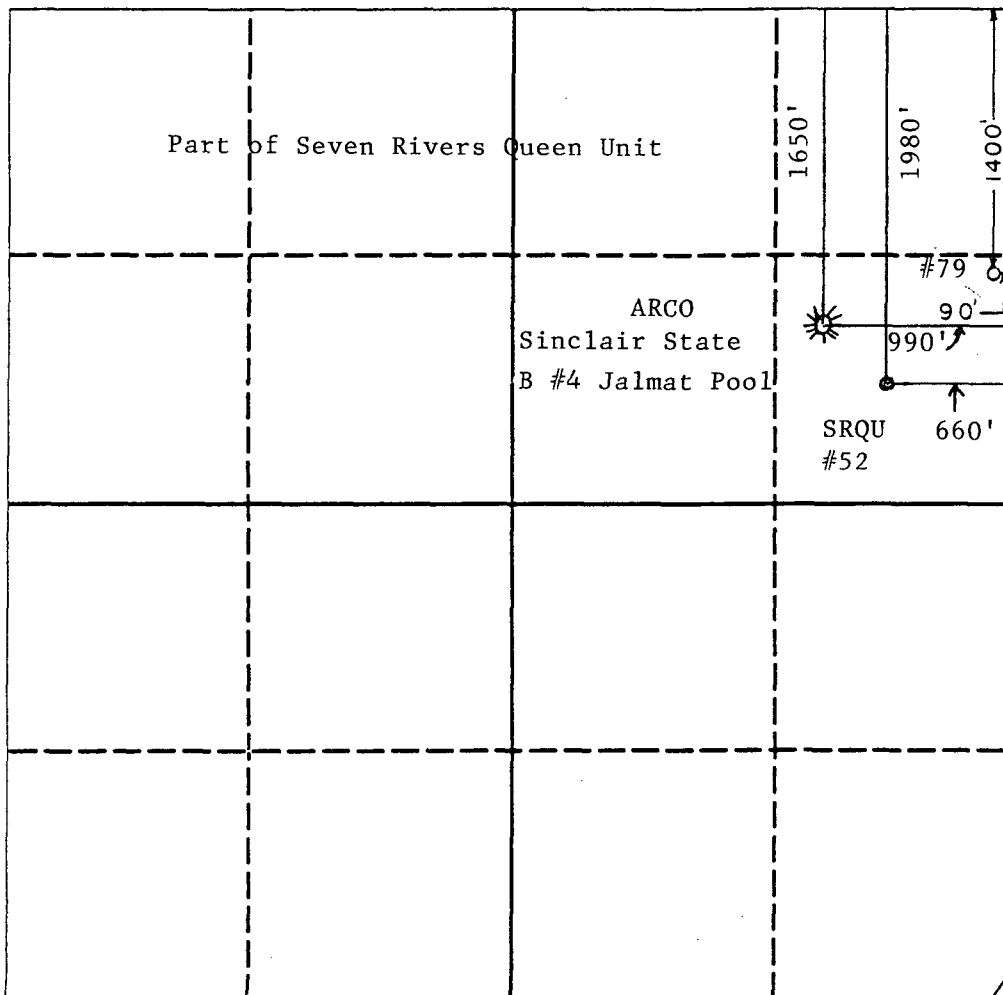 Part of Seven Rivers Queen Unit
1650'
1980'
1400'
#79
90'
990'
ARCO
Sinclair State
B #4 Jalmat Pool
SRQU
#52
660'